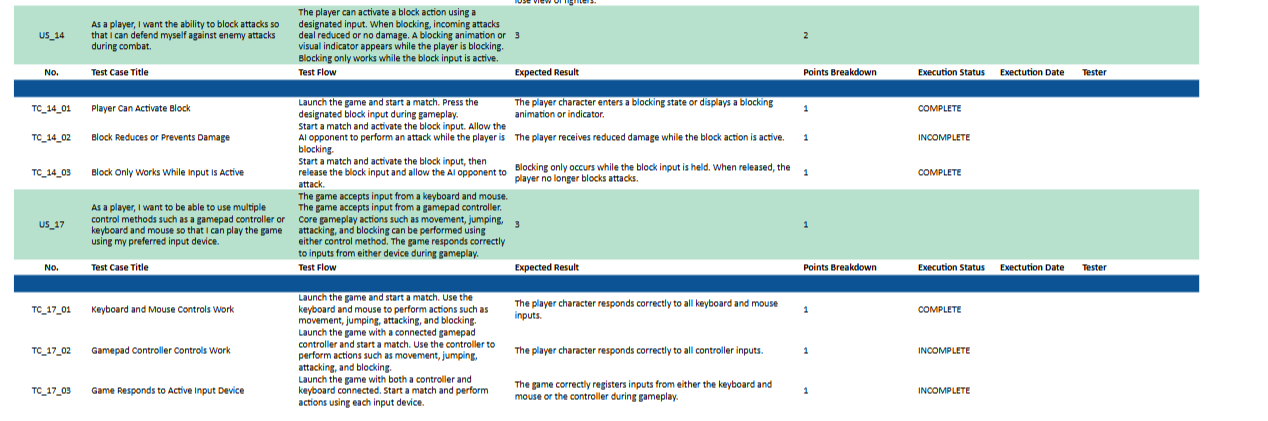 lose view of fighters.
US_14
As a player, I want the ability to block attacks so
that I can defend myself against enemy attacks
during combat.
The player can activate a block action using a
designated input. When blocking, incoming attacks
deal reduced or no damage. A blocking animation or
visual indicator appears while the player is blocking.
Blocking only works while the block input is active.
3
2
No. Test Case Title Test Flow Expected Result Points Breakdown Execution Status Exectution Date Tester
TC_14_01
Player Can Activate Block
Launch the game and start a match. Press the
designated block input during gameplay.
The player character enters a blocking state or displays a blocking
animation or indicator.
1
COMPLETE
TC_14_02
Block Reduces or Prevents Damage
Start a match and activate the block input. Allow the
AI opponent to perform an attack while the player is
blocking.
The player receives reduced damage while the block action is active.
1
INCOMPLETE
TC_14_03
Block Only Works While Input Is Active
Start a match and activate the block input, then
release the block input and allow the AI opponent to
attack.
Blocking only occurs while the block input is held. When released, the
player no longer blocks attacks.
1
COMPLETE
US_17
As a player, I want to be able to use multiple
control methods such as a gamepad controller or
keyboard and mouse so that I can play the game
using my preferred input device.
The game accepts input from a keyboard and mouse.
The game accepts input from a gamepad controller.
Core gameplay actions such as movement, jumping,
attacking, and blocking can be performed using
either control method. The game responds correctly
to inputs from either device during gameplay.
3
1
No. Test Case Title Test Flow Expected Result Points Breakdown Execution Status Exectution Date Tester
TC_17_01
Keyboard and Mouse Controls Work
Launch the game and start a match. Use the
keyboard and mouse to perform actions such as
movement, jumping, attacking, and blocking.
The player character responds correctly to all keyboard and mouse
inputs.
1
COMPLETE
TC_17_02
Gamepad Controller Controls Work
Launch the game with a connected gamepad
controller and start a match. Use the controller to
perform actions such as movement, jumping,
attacking, and blocking.
The player character responds correctly to all controller inputs.
1
INCOMPLETE
TC_17_03
Game Responds to Active Input Device
Launch the game with both a controller and
keyboard connected. Start a match and perform
actions using each input device.
The game correctly registers inputs from either the keyboard and
mouse or the controller during gameplay.
1
INCOMPLETE